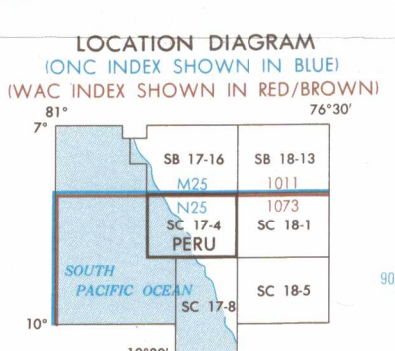 LOCATION DIAGRAM
(ONC INDEX SHOWN IN BLUE)
(WAC INDEX SHOWN IN RED/BROWN)
81° 76°30′
7°
SB 17-16 SB 18-13
M25 1011
N25 1073
SC 17-4 SC 18-1
PERU
SOUTH
PACIFIC OCEAN
SC 18-5
SC 17-8
90
10°